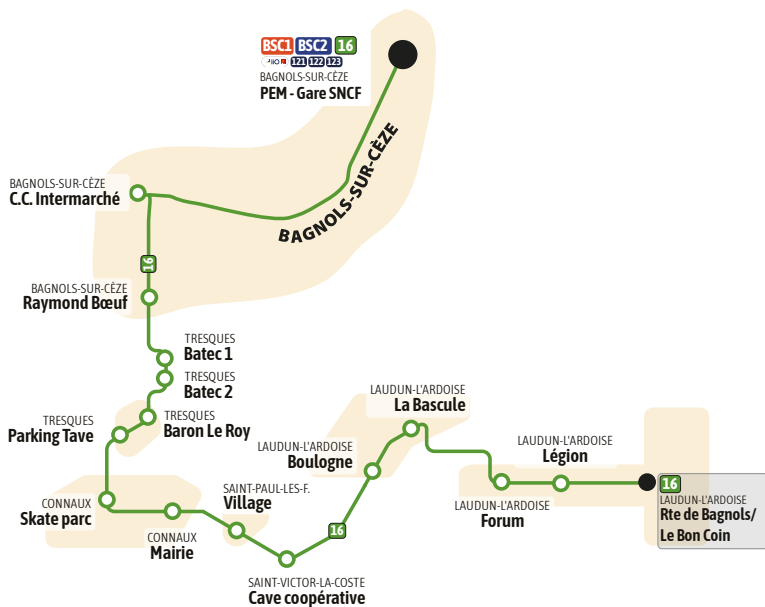 BSC1 BSC2 16
liO 121 122 123
BAGNOLS-SUR-CÈZE
PEM - Gare SNCF
BAGNOLS-SUR-CÈZE
BAGNOLS-SUR-CÈZE
C.C. Intermarché
16
BAGNOLS-SUR-CÈZE
Raymond Bœuf
TRESQUES
Batec 1
TRESQUES
Batec 2
TRESQUES
Baron Le Roy
TRESQUES
Parking Tave
CONNAUX
Skate parc
CONNAUX
Mairie
SAINT-PAUL-LES-F.
Village
SAINT-VICTOR-LA-COSTE
Cave coopérative
16
LAUDUN-L'ARDOISE
Boulogne
LAUDUN-L'ARDOISE
La Bascule
LAUDUN-L'ARDOISE
Forum
LAUDUN-L'ARDOISE
Légion
16
LAUDUN-L'ARDOISE
Rte de Bagnols/
Le Bon Coin